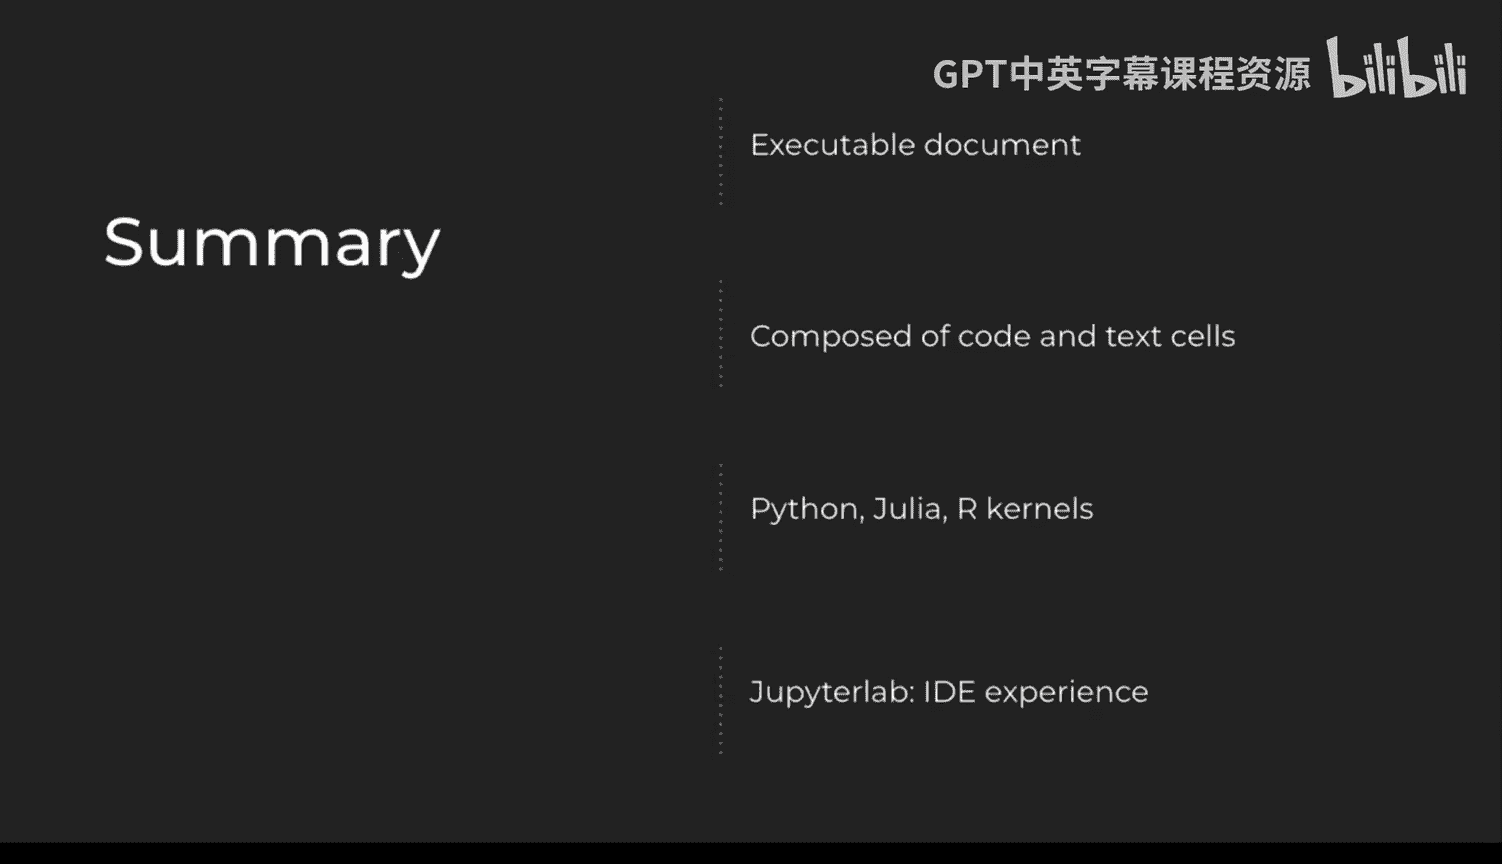 GPT中英字幕课程资源 bilibili
Executable document
Summary
Composed of code and text cells
Python, Julia, R kernels
Jupyterlab: IDE experience